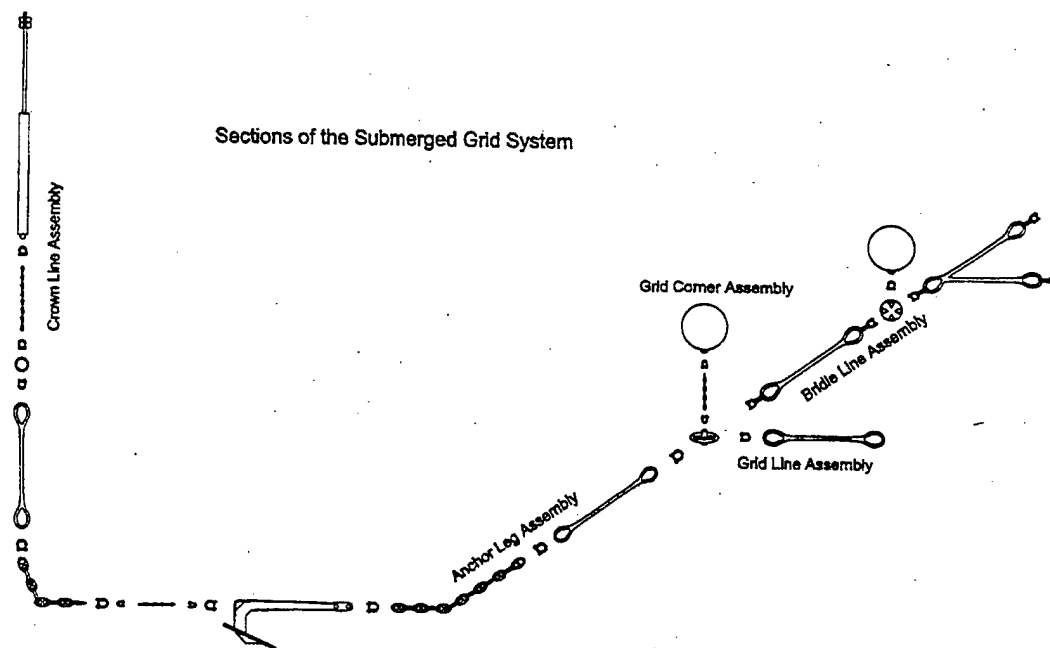 Sections of the Submerged Grid System
Crown Line Assembly
Grid Corner Assembly
Bridle Line Assembly
Grid Line Assembly
Anchor Leg Assembly